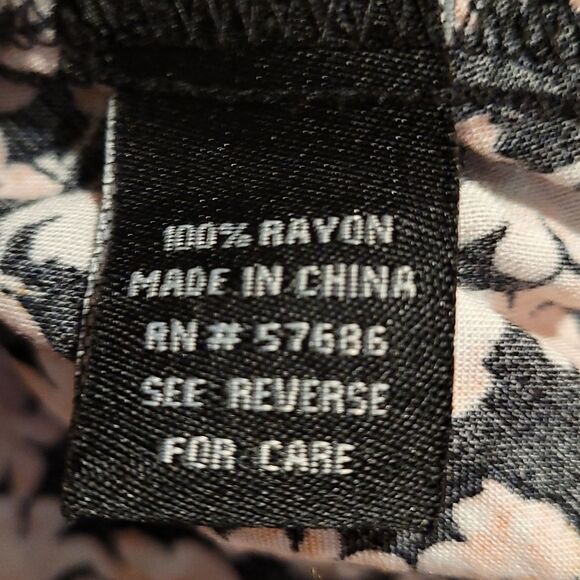 100% RAYON
MADE IN CHINA
RN # 57686
SEE REVERSE
FOR CARE